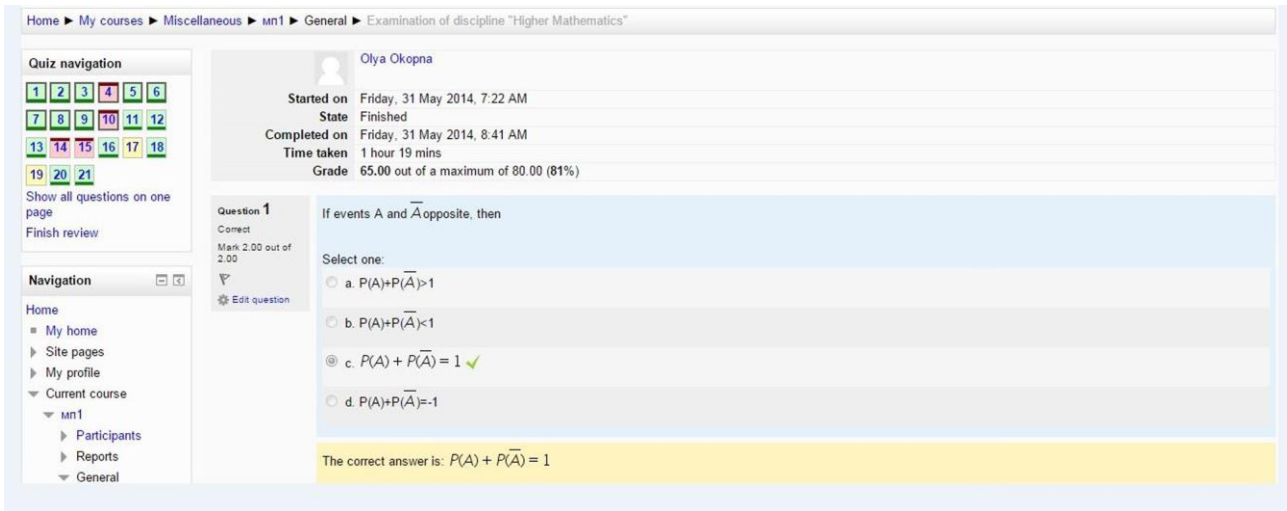 Home ► My courses ► Miscellaneous ► мп1 ► General ► Examination of discipline "Higher Mathematics"
Quiz navigation
1 2 3 4 5 6
7 8 9 10 11 12
13 14 15 16 17 18
19 20 21
Show all questions on one
page
Finish review
Navigation
Home
My home
Site pages
My profile
Current course
мп1
Participants
Reports
General
Olya Okopna
Started on Friday, 31 May 2014, 7:22 AM
State Finished
Completed on Friday, 31 May 2014, 8:41 AM
Time taken 1 hour 19 mins
Grade 65.00 out of a maximum of 80.00 (81%)
Question 1
Correct
Mark 2.00 out of
2.00
Edit question
If events A and A̅ opposite, then
Select one:
a. P(A)+P(A̅)>1
b. P(A)+P(A̅)<1
c. P(A) + P(A̅) = 1
d. P(A)+P(A̅)=-1
The correct answer is: P(A) + P(A̅) = 1